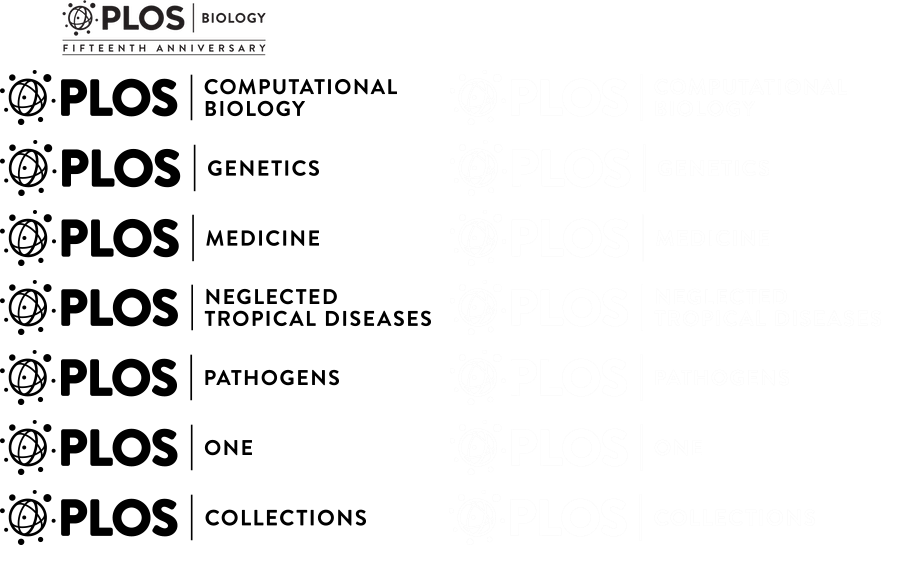 PLOS BIOLOGY
FIFTEENTH ANNIVERSARY
PLOS COMPUTATIONAL
BIOLOGY
PLOS GENETICS
PLOS MEDICINE
PLOS NEGLECTED
TROPICAL DISEASES
PLOS PATHOGENS
PLOS ONE
PLOS COLLECTIONS